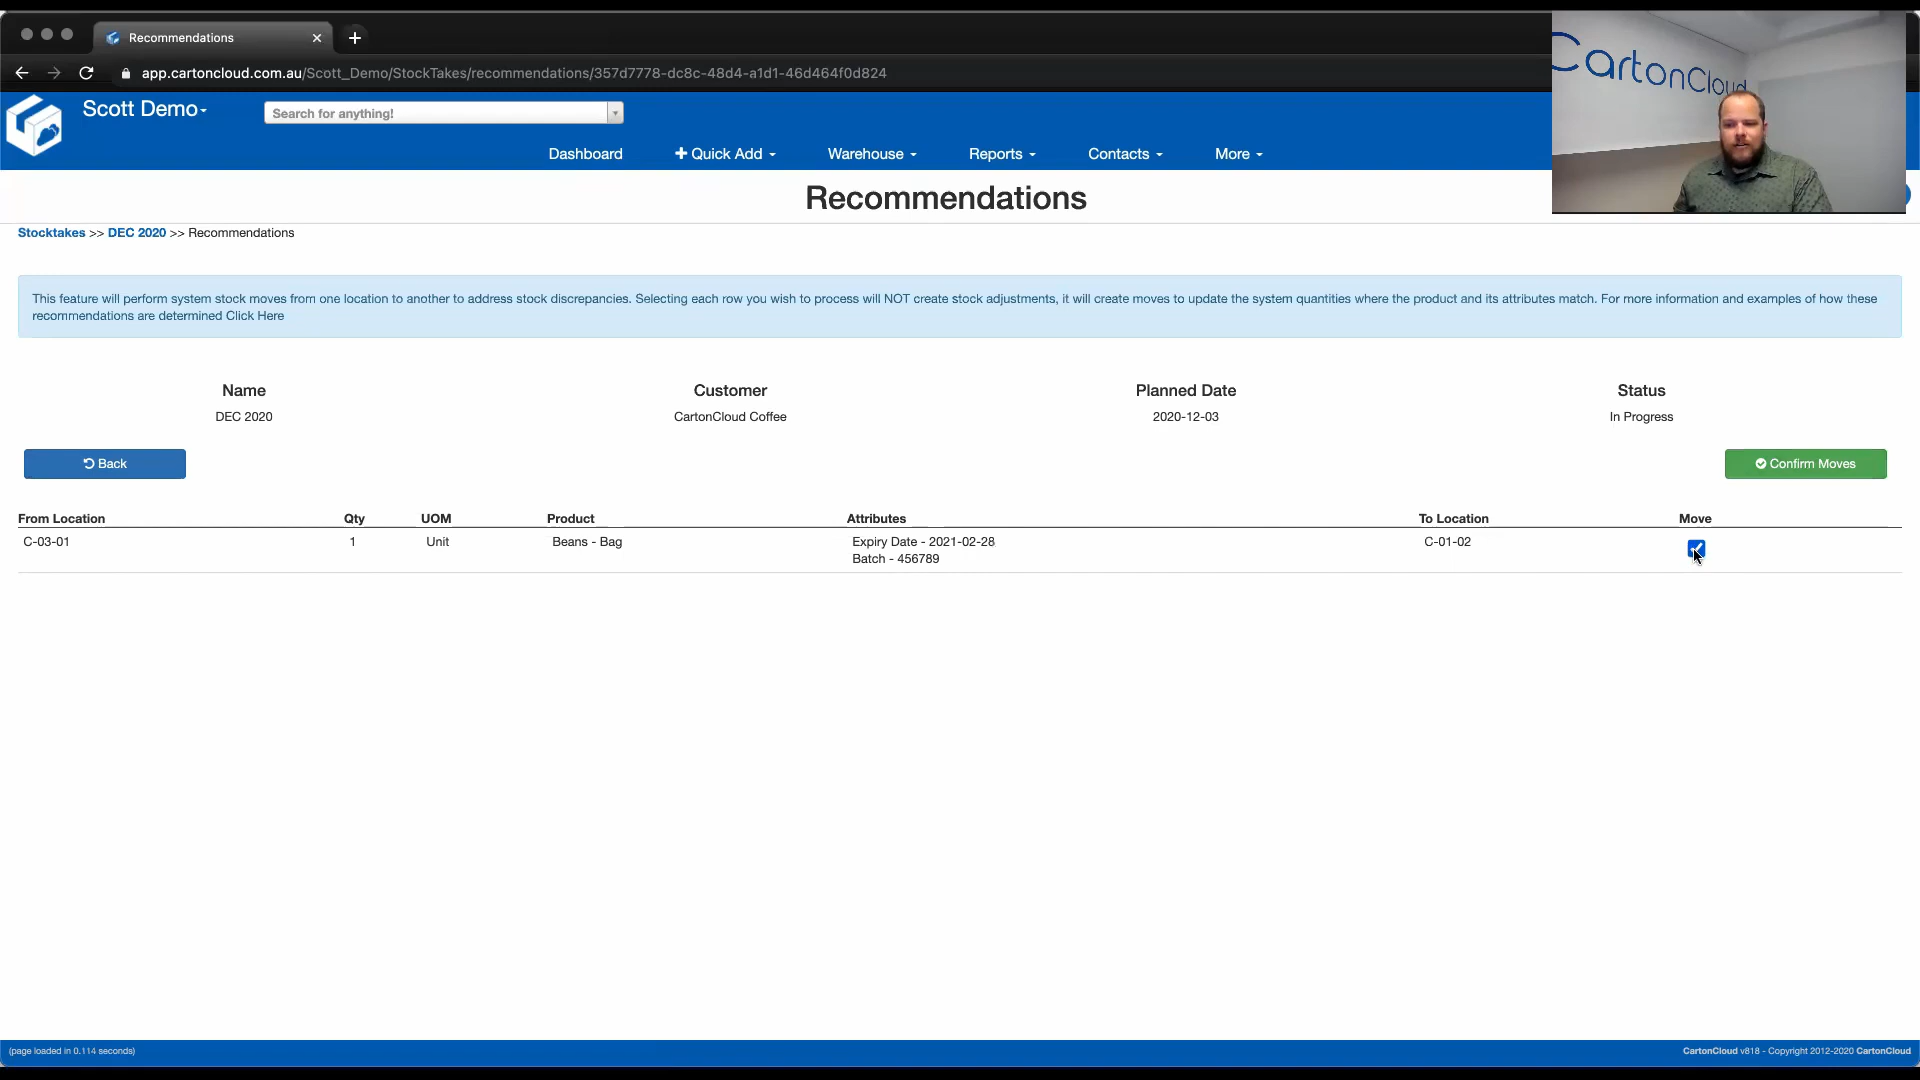 Recommendations
app.cartoncloud.com.au/Scott_Demo/StockTakes/recommendations/357d7778-dc8c-48d4-a1d1-46d464f0d824
CartonCloud
Scott Demo
Search for anything!
Dashboard
Quick Add
Warehouse
Reports
Contacts
More
Recommendations
Stocktakes >> DEC 2020 >> Recommendations
This feature will perform system stock moves from one location to another to address stock discrepancies. Selecting each row you wish to process will NOT create stock adjustments, it will create moves to update the system quantities where the product and its attributes match. For more information and examples of how these
recommendations are determined Click Here
Name Customer Planned Date Status
DEC 2020 CartonCloud Coffee 2020-12-03 In Progress
Back
Confirm Moves
From Location Qty UOM Product Attributes To Location Move
C-03-01 1 Unit Beans - Bag Expiry Date - 2021-02-28 C-01-02
Batch - 456789
(page loaded in 0.114 seconds)
CartonCloud v818 - Copyright 2012-2020 CartonCloud